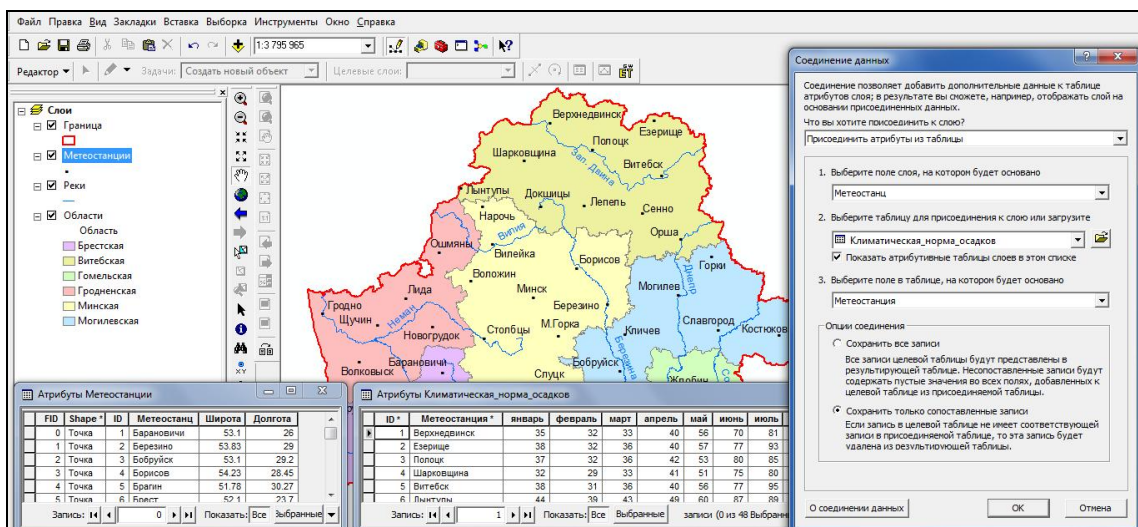 Файл Правка Вид Закладки Вставка Выборка Инструменты Окно Справка
1:3 795 965
Редактор Задачи: Создать новый объект Целевые слои:
Слои
Граница
Метеостанции
Реки
Области
Область
Брестская
Витебская
Гомельская
Гродненская
Минская
Могилевская
Верхнедвинск
Езерище
Полоцк
Шарковщина
Зап. Двина
Витебск
Лынтупы
Докшицы
Лепель
Сенно
Нарочь
Орша
Ошмяны
Вилия
Вилейка
Борисов
Днепр
Горки
Воложин
Минск
Могилев
Лида
Гродно
Березино
Щучин
Неман
Славгород
Новогрудок
Столбцы
М.Горка
Кличев
Костюков
Березина
Барановичи
Бобруйск
Волковыск
Слуцк
Жлобин
Со
Соединение данных
Соединение позволяет добавить дополнительные данные к таблице
атрибутов слоя; в результате вы сможете, например, отображать слой на
основании присоединенных данных.
Что вы хотите присоединить к слою?
Присоединить атрибуты из таблицы
1. Выберите поле слоя, на котором будет основано
Метеостанц
2. Выберите таблицу для присоединения к слою или загрузите
Климатическая_норма_осадков
Показать атрибутивные таблицы слоев в этом списке
3. Выберите поле в таблице, на котором будет основано
Метеостанция
Опции соединения
Сохранить все записи
Все записи целевой таблицы будут представлены в
результирующей таблице. Несопоставленные записи будут
содержать пустые значения во всех полях, добавленных к
целевой таблице из присоединяемой таблицы.
Сохранить только сопоставленные записи
Если запись в целевой таблице не имеет соответствующей
записи в присоединяемой таблице, то эта запись будет
удалена из результирующей таблицы.
О соединении данных OK Отмена
Атрибуты Метеостанции
FID Shape * ID Метеостанц Широта Долгота
0 Точка 1 Барановичи 53.1 26
1 Точка 2 Березино 53.83 29
2 Точка 3 Бобруйск 53.1 29.2
3 Точка 4 Борисов 54.23 28.45
4 Точка 5 Брагин 51.78 30.27
5 Точка 6 Брест 52.1 23.7
Запись: 0 Показать: Все Выбранные
Атрибуты Климатическая_норма_осадков
ID * Метеостанция * январь февраль март апрель май июнь июль
1 Верхнедвинск 35 32 33 40 56 70 81
2 Езерище 38 32 36 40 57 77 93
3 Полоцк 37 32 36 42 53 80 85
4 Шарковщина 32 29 33 41 51 75 80
5 Витебск 38 31 36 40 56 77 95
6 Лынтупы 44 39 43 49 60 87 89
Запись: 1 Показать: Все Выбранные записи (0 из 48 Выбранн